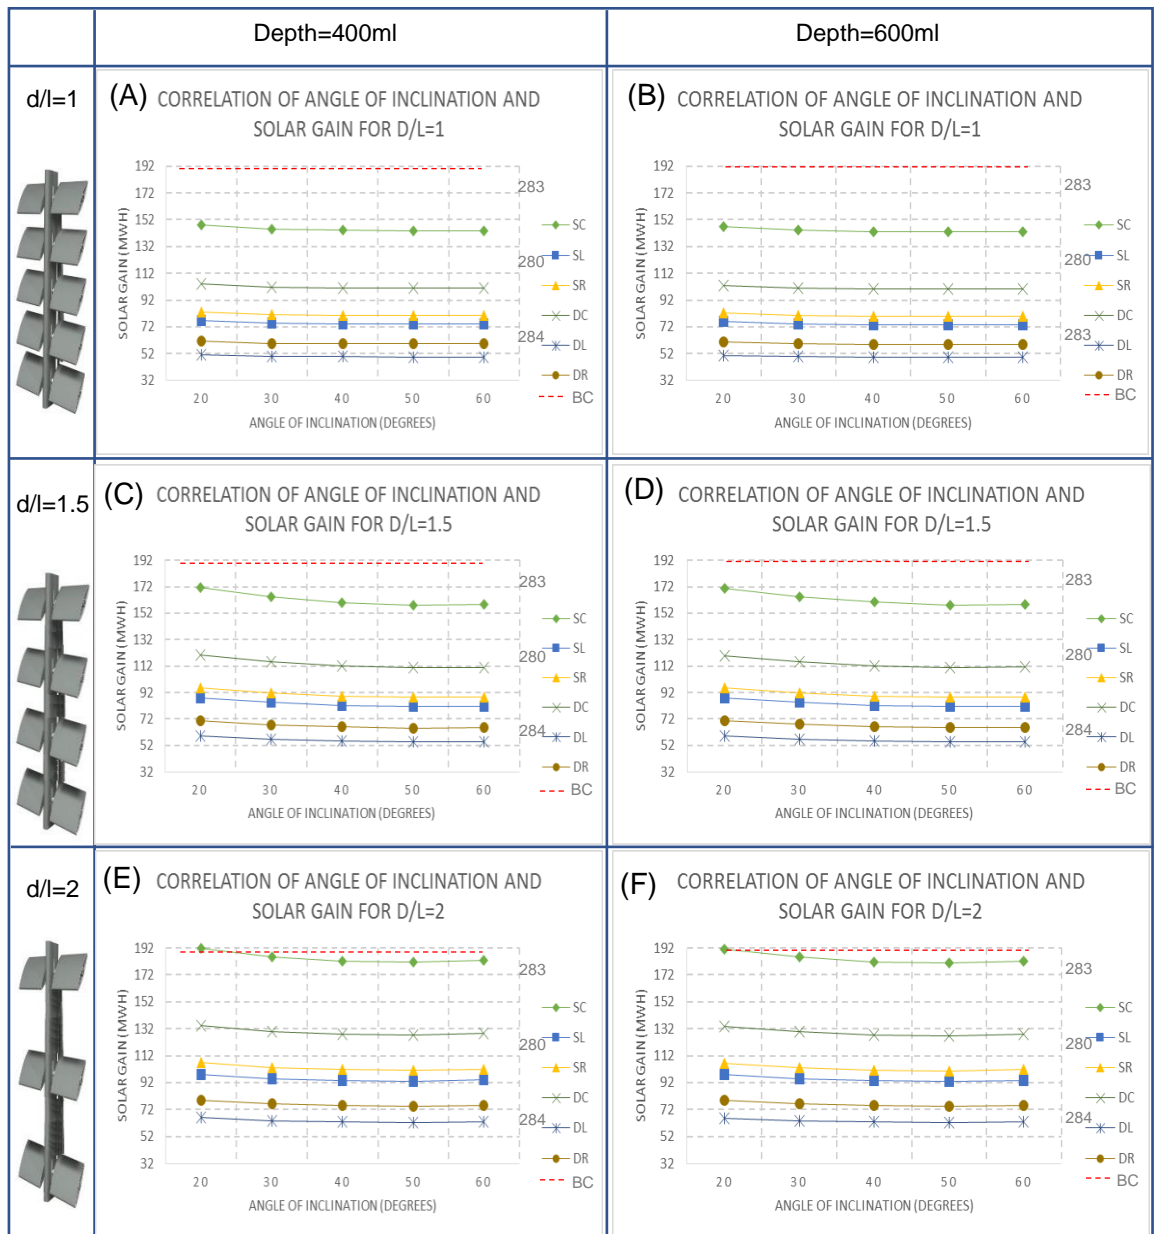 Depth=400ml
Depth=600ml
d/l=1
(A) CORRELATION OF ANGLE OF INCLINATION AND
SOLAR GAIN FOR D/L=1
SOLAR GAIN (MWH)
192
172
152
132
112
92
72
52
32
20 30 40 50 60
ANGLE OF INCLINATION (DEGREES)
283
280
284
SC
SL
SR
DC
DL
DR
BC
(B) CORRELATION OF ANGLE OF INCLINATION AND
SOLAR GAIN FOR D/L=1
SOLAR GAIN (MWH)
192
172
152
132
112
92
72
52
32
20 30 40 50 60
ANGLE OF INCLINATION (DEGREES)
283
280
283
SC
SL
SR
DC
DL
DR
BC
d/l=1.5
(C) CORRELATION OF ANGLE OF INCLINATION AND
SOLAR GAIN FOR D/L=1.5
SOLAR GAIN (MWH)
192
172
152
132
112
92
72
52
32
20 30 40 50 60
ANGLE OF INCLINATION (DEGREES)
283
280
284
SC
SL
SR
DC
DL
DR
BC
(D) CORRELATION OF ANGLE OF INCLINATION AND
SOLAR GAIN FOR D/L=1.5
SOLAR GAIN (MWH)
192
172
152
132
112
92
72
52
32
20 30 40 50 60
ANGLE OF INCLINATION (DEGREES)
283
280
284
SC
SL
SR
DC
DL
DR
BC
d/l=2
(E) CORRELATION OF ANGLE OF INCLINATION AND
SOLAR GAIN FOR D/L=2
SOLAR GAIN (MWH)
192
172
152
132
112
92
72
52
32
20 30 40 50 60
ANGLE OF INCLINATION (DEGREES)
283
280
284
SC
SL
SR
DC
DL
DR
BC
(F) CORRELATION OF ANGLE OF INCLINATION AND
SOLAR GAIN FOR D/L=2
SOLAR GAIN (MWH)
192
172
152
132
112
92
72
52
32
20 30 40 50 60
ANGLE OF INCLINATION (DEGREES)
283
280
284
SC
SL
SR
DC
DL
DR
BC